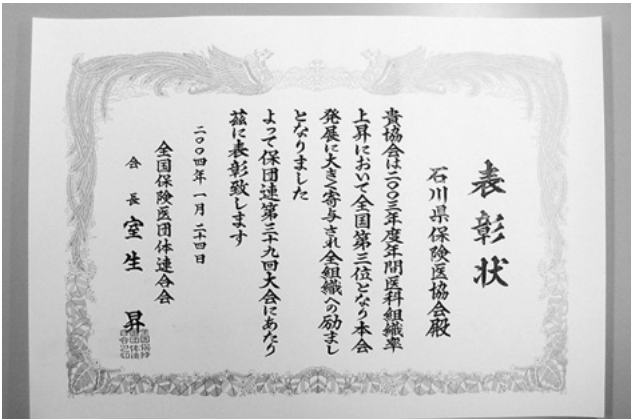 表彰状
石川県保険医協会殿
貴協会は二〇〇三年度年間医科組織率
上昇において全国第三位となり本会
発展に大きく寄与され全組織への励まし
となりました
よって保団連第三十九回大会にあたり
茲に表彰致します
二〇〇四年一月二十四日
全国保険医団体連合会
会長 室生 昇